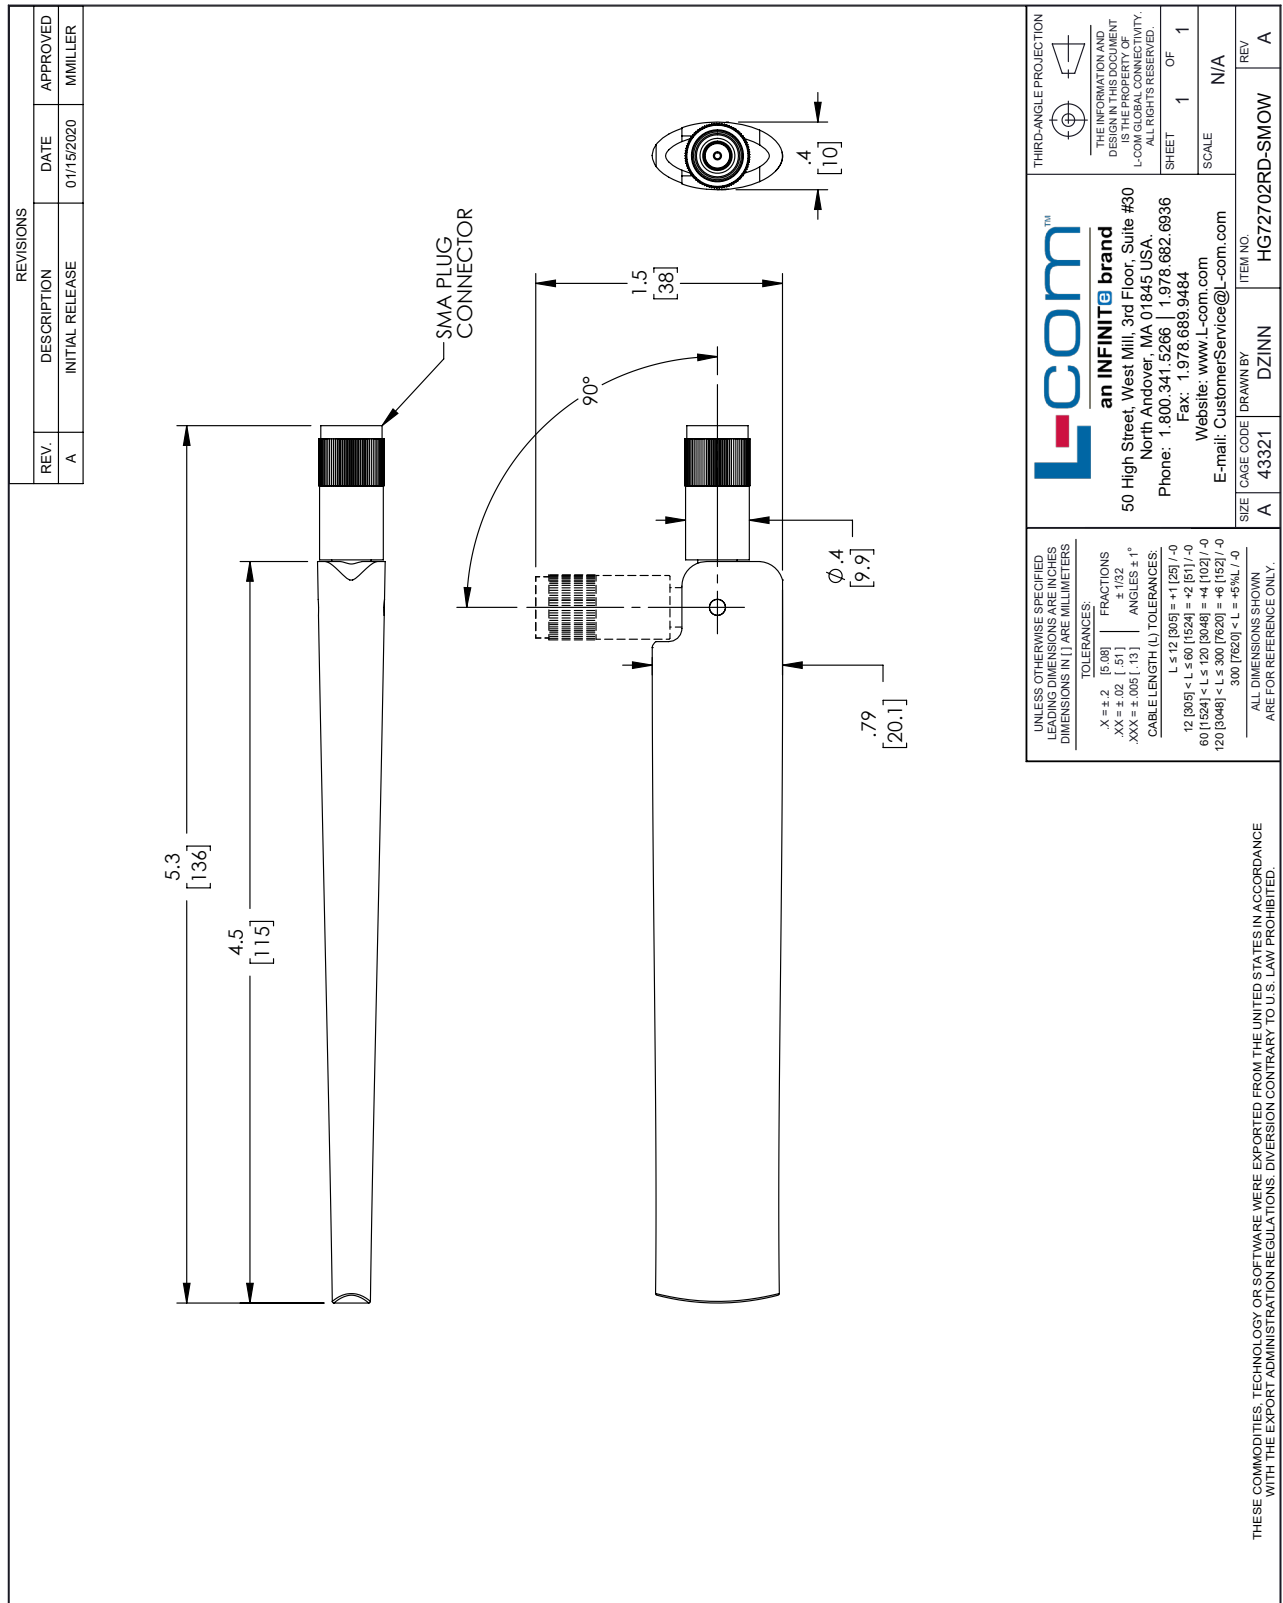 REVISIONS
REV. DESCRIPTION DATE APPROVED
A INITIAL RELEASE 01/15/2020 MMILLER
5.3
[136]
4.5
[115]
SMA PLUG
CONNECTOR
90°
1.5
[38]
.4
[10]
Ø.4
[9.9]
.79
[20.1]
UNLESS OTHERWISE SPECIFIED
LEADING DIMENSIONS ARE INCHES
DIMENSIONS IN [ ] ARE MILLIMETERS
TOLERANCES:
.X = ± .2 [5.08] FRACTIONS
.XX = ± .02 [ .51] ± 1/32
.XXX = ± .005 [ .13 ] ANGLES ± 1°
CABLE LENGTH (L) TOLERANCES:
L ≤ 12 [305] = +1 [25] / -0
12 [305] < L ≤ 60 [1524] = +2 [51] / -0
60 [1524] < L ≤ 120 [3048] = +4 [102] / -0
120 [3048] < L ≤ 300 [7620] = +6 [152] / -0
300 [7620] < L = +5%L / -0
ALL DIMENSIONS SHOWN
ARE FOR REFERENCE ONLY.
L-com™
an INFINITe brand
50 High Street, West Mill, 3rd Floor, Suite #30
North Andover, MA 01845 USA.
Phone: 1.800.341.5266 | 1.978.682.6936
Fax: 1.978.689.9484
Website: www.L-com.com
E-mail: CustomerService@L-com.com
THIRD-ANGLE PROJECTION
THE INFORMATION AND
DESIGN IN THIS DOCUMENT
IS THE PROPERTY OF
L-COM GLOBAL CONNECTIVITY.
ALL RIGHTS RESERVED.
SHEET 1 OF 1
SCALE N/A
SIZE A
CAGE CODE 43321
DRAWN BY DZINN
ITEM NO. HG72702RD-SMOW
REV A
THESE COMMODITIES, TECHNOLOGY OR SOFTWARE WERE EXPORTED FROM THE UNITED STATES IN ACCORDANCE
WITH THE EXPORT ADMINISTRATION REGULATIONS. DIVERSION CONTRARY TO U.S. LAW PROHIBITED.